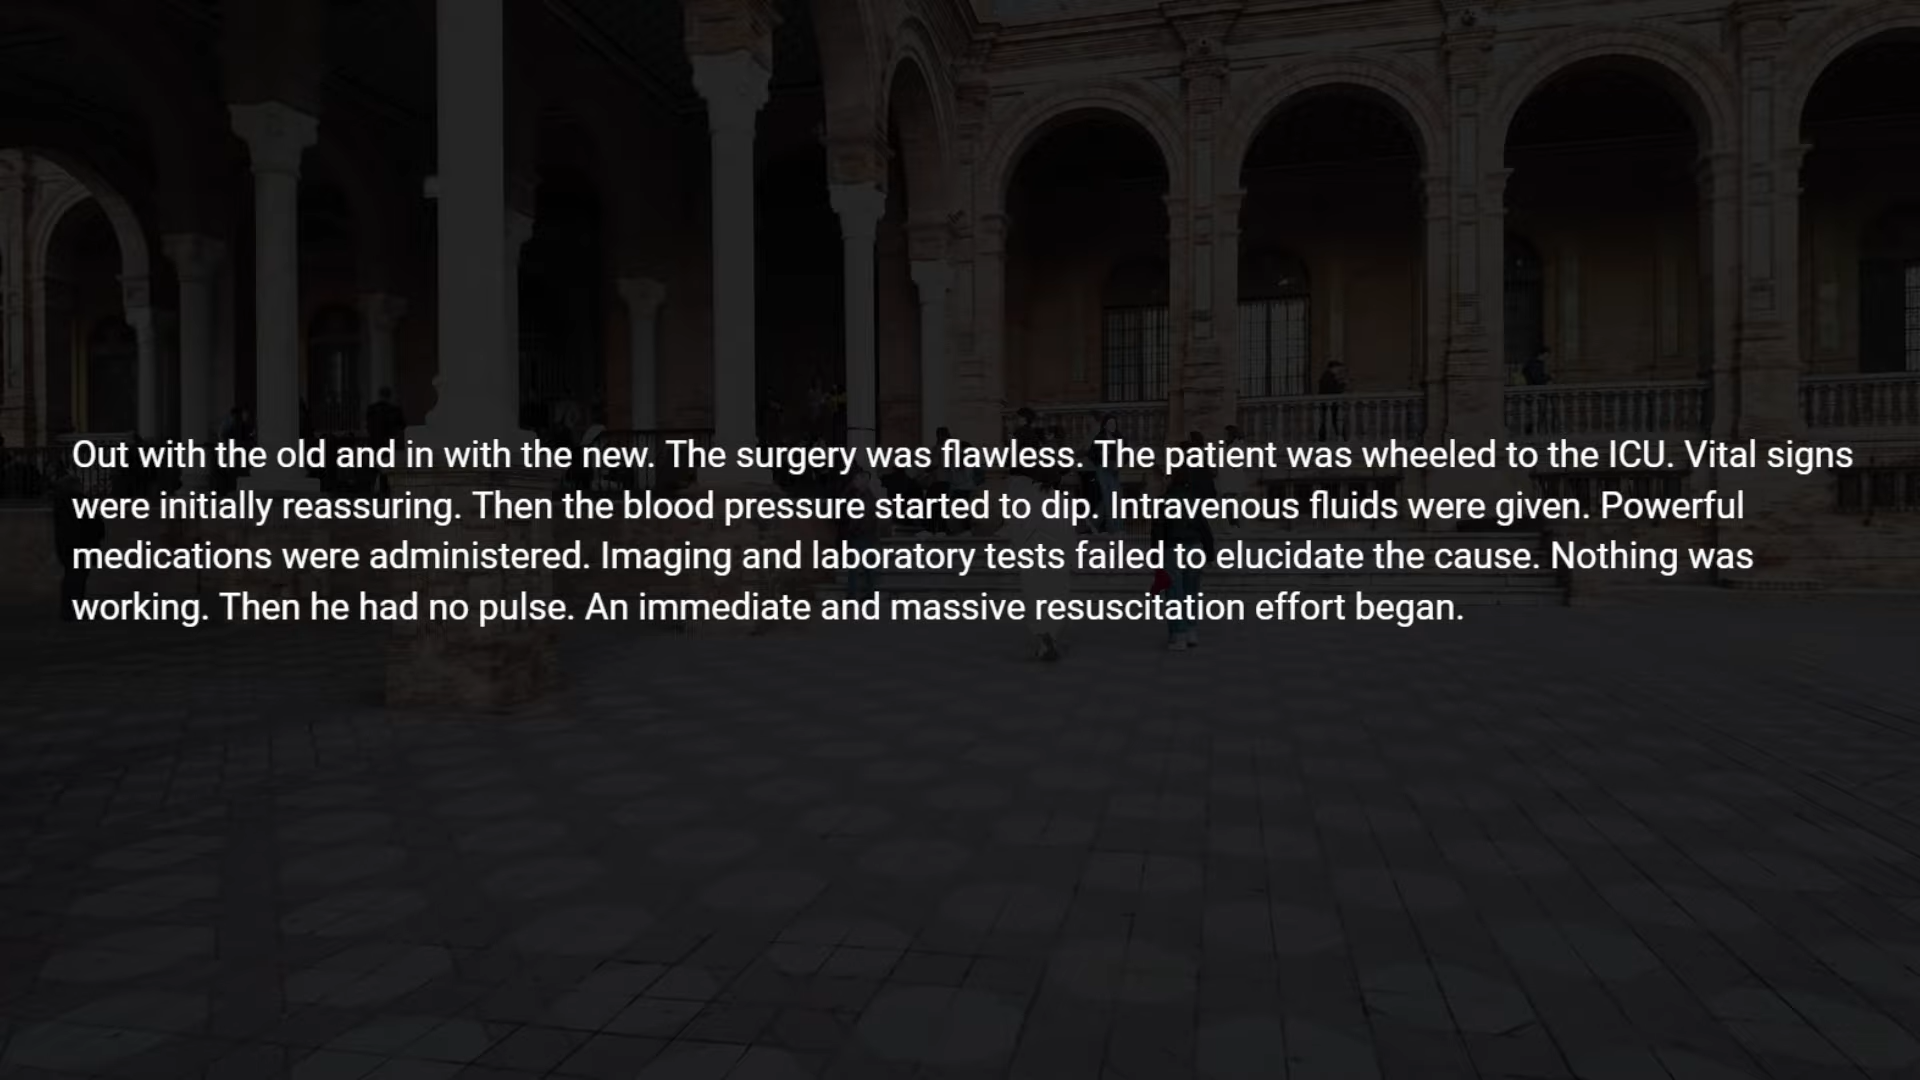 Out with the old and in with the new. The surgery was flawless. The patient was wheeled to the ICU. Vital signs
were initially reassuring. Then the blood pressure started to dip. Intravenous fluids were given. Powerful
medications were administered. Imaging and laboratory tests failed to elucidate the cause. Nothing was
working. Then he had no pulse. An immediate and massive resuscitation effort began.